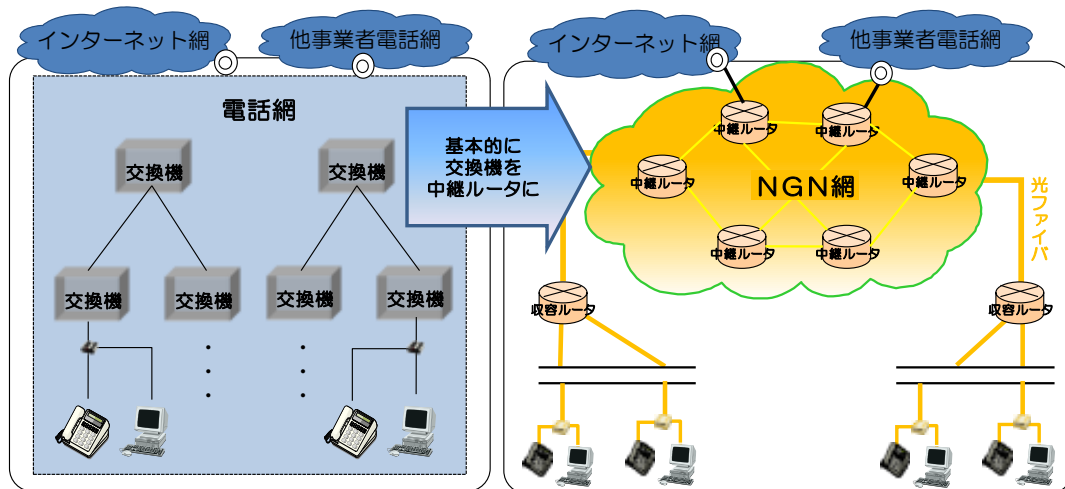 インターネット網
他事業者電話網
電話網
交換機
交換機
交換機
交換機
交換機
交換機
基本的に
交換機を
中継ルータに
インターネット網
他事業者電話網
中継ルータ
中継ルータ
中継ルータ
NGN網
中継ルータ
中継ルータ
中継ルータ
光ファイバ
収容ルータ
収容ルータ